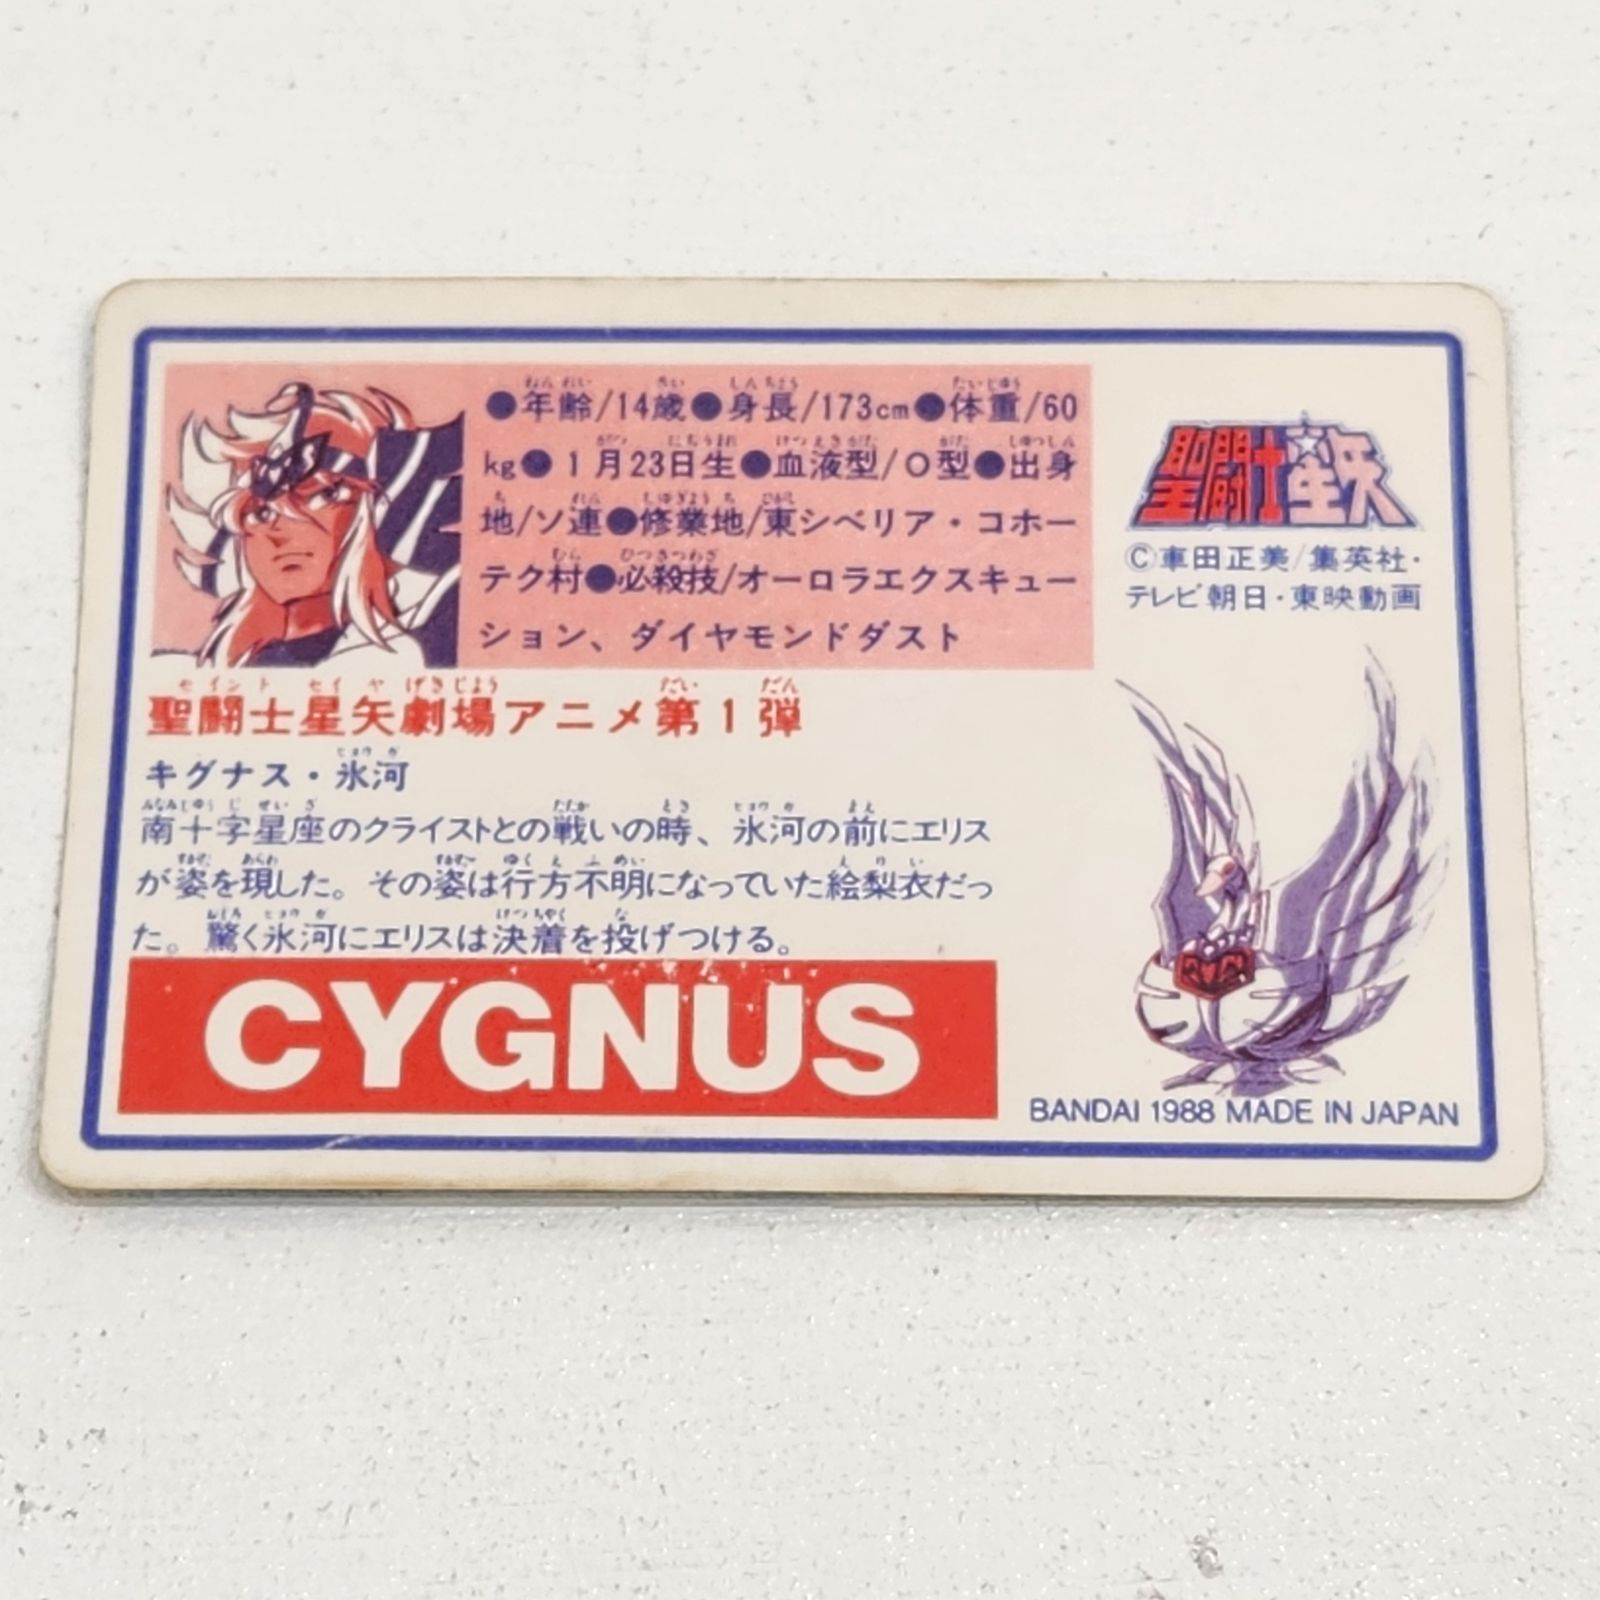 ●年齢/14歳●身長/173cm●体重/60
kg●1月23日生●血液型/O型●出身
地/ソ連●修業地/東シベリア・コホー
テク村●必殺技/オーロラエクスキュー
ション、ダイヤモンドダスト
聖闘士星矢
©車田正美/集英社・
テレビ朝日・東映動画
聖闘士星矢劇場アニメ第1弾
キグナス・氷河
南十字星座のクライストとの戦いの時、氷河の前にエリス
が姿を現した。その姿は行方不明になっていた絵梨衣だっ
た。驚く氷河にエリスは決着を投げつける。
CYGNUS
BANDAI 1988 MADE IN JAPAN